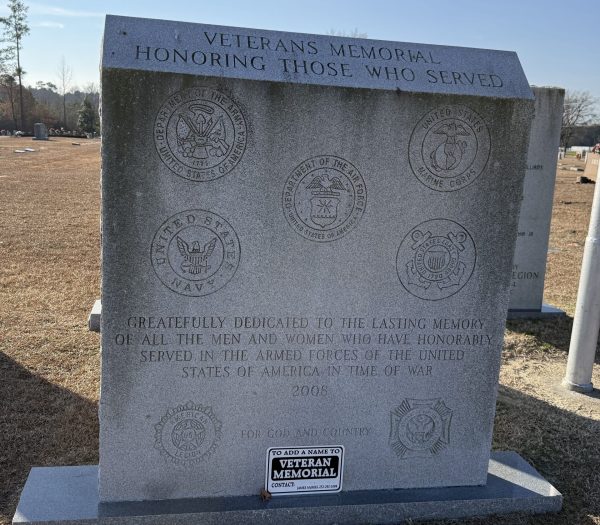 VETERANS MEMORIAL
HONORING THOSE WHO SERVED
DEPARTMENT OF THE ARMY
UNITED STATES OF AMERICA
UNITED STATES
MARINE CORPS
DEPARTMENT OF THE AIR FORCE
UNITED STATES OF AMERICA
UNITED STATES
NAVY
GREATEFULLY DEDICATED TO THE LASTING MEMORY
OF ALL THE MEN AND WOMEN WHO HAVE HONORABLY
SERVED IN THE ARMED FORCES OF THE UNITED
STATES OF AMERICA IN TIME OF WAR
2008
FOR GOD AND COUNTRY
AMERICAN
LEGION
TO ADD A NAME TO
VETERAN
MEMORIAL
CONTACT: